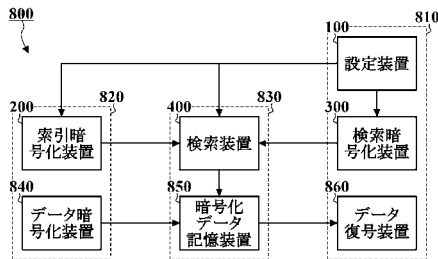 800
810
100
設定装置
200
820
400
830
300
索引暗
号化装置
検索装置
検索暗
号化装置
840
850
860
データ暗
号化装置
暗号化
データ
記憶装置
データ
復号装置